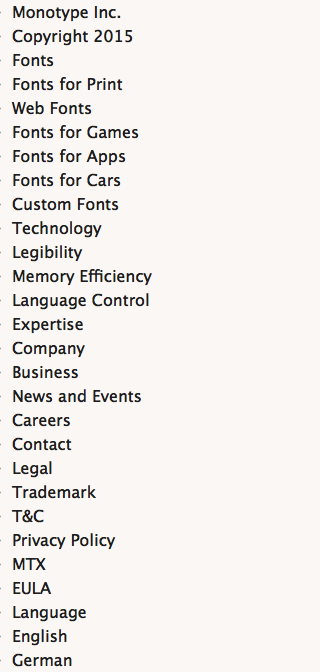 Monotype Inc.
Copyright 2015
Fonts
Fonts for Print
Web Fonts
Fonts for Games
Fonts for Apps
Fonts for Cars
Custom Fonts
Technology
Legibility
Memory Efficiency
Language Control
Expertise
Company
Business
News and Events
Careers
Contact
Legal
Trademark
T&C
Privacy Policy
MTX
EULA
Language
English
German